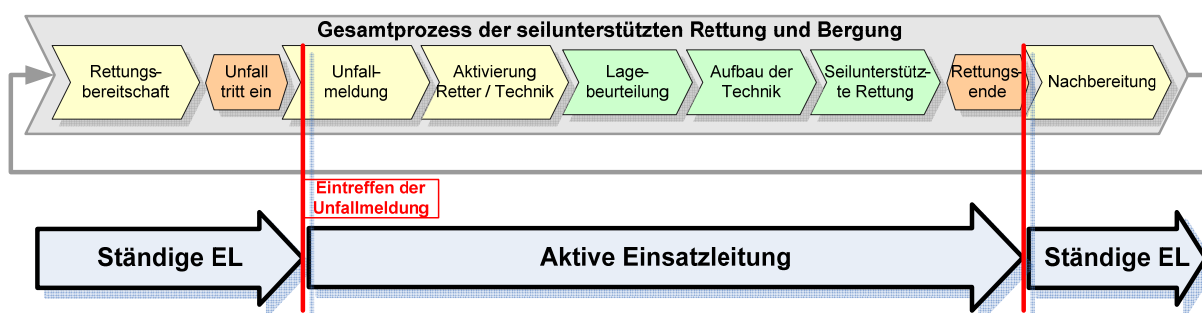 Gesamtprozess der seilunterstützten Rettung und Bergung
Rettungs-
bereitschaft
Unfall
tritt ein
Unfall-
meldung
Aktivierung
Retter / Technik
Lage-
beurteilung
Aufbau der
Technik
Seilunterstütz-
te Rettung
Rettungs-
ende
Nachbereitung
Eintreffen der
Unfallmeldung
Ständige EL
Aktive Einsatzleitung
Ständige EL